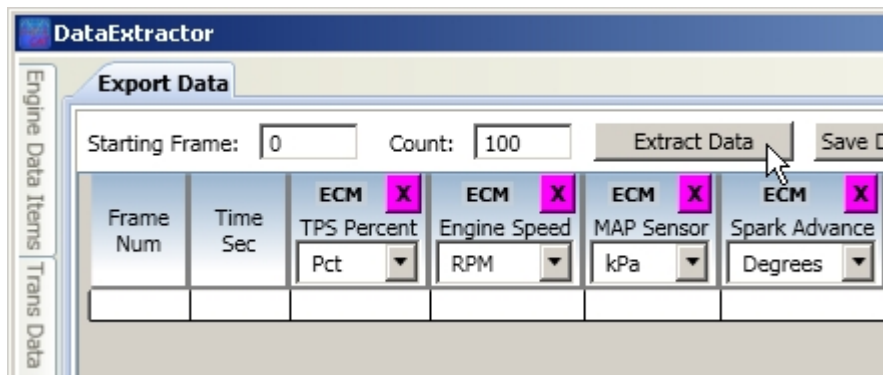 DataExtractor
Engine Data Items
Trans Data
Export Data
Starting Frame: 0 Count: 100 Extract Data Save D
Frame Num
Time Sec
ECM X
TPS Percent
Pct
ECM X
Engine Speed
RPM
ECM X
MAP Sensor
kPa
ECM X
Spark Advance
Degrees